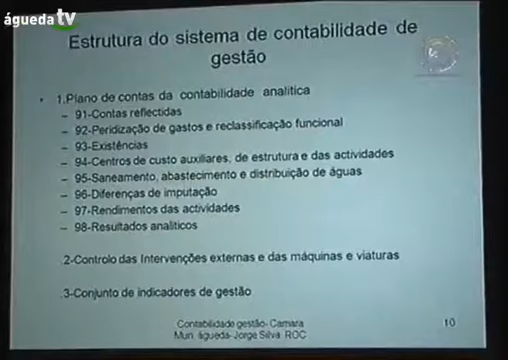 águeda tv
Estrutura do sistema de contabilidade de
gestão
• 1.Plano de contas da contabilidade analitica
– 91-Contas reflectidas
– 92-Peridização de gastos e reclassificação funcional
– 93-Existências
– 94-Centros de custo auxiliares, de estrutura e das actividades
– 95-Saneamento, abastecimento e distribuição de águas
– 96-Diferenças de imputação
– 97-Rendimentos das actividades
– 98-Resultados analiticos
.2-Controlo das Intervenções externas e das máquinas e viaturas
.3-Conjunto de indicadores de gestão
Contabilidade gestão- Camara
Mun. águeda-Jorge Silva ROC
10